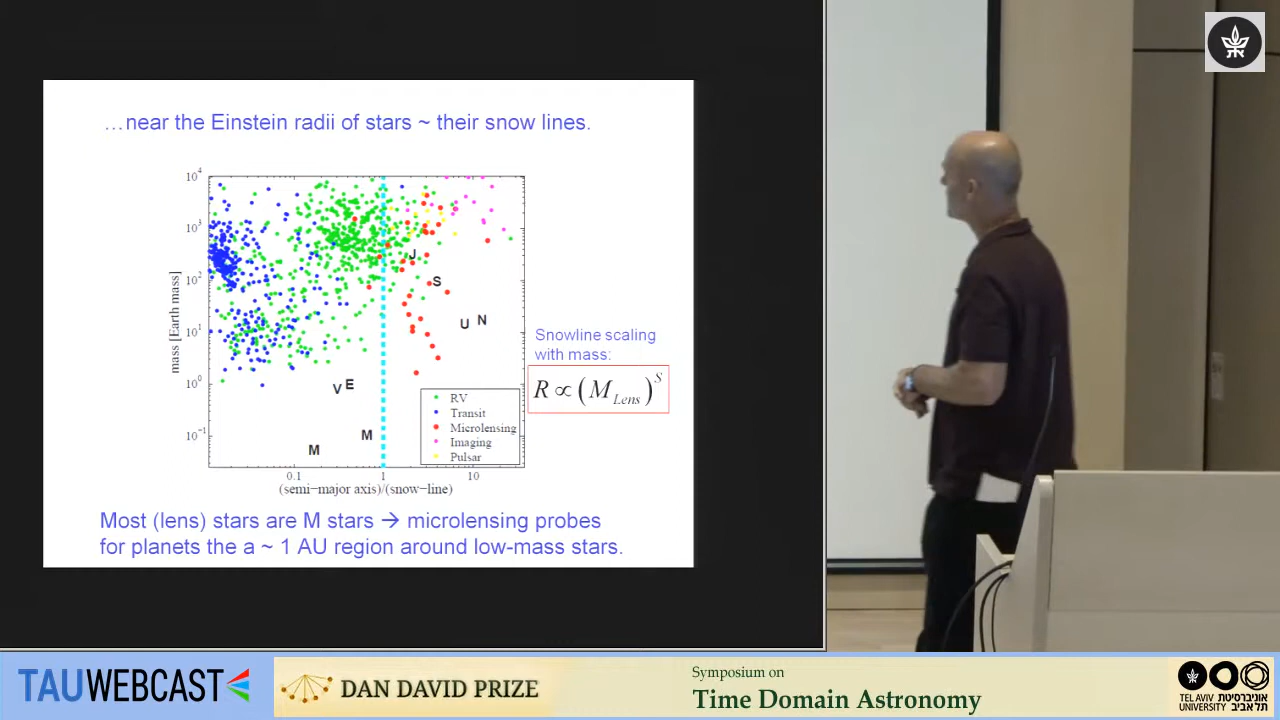 …near the Einstein radii of stars ~ their snow lines.
10⁴
10³
10²
10¹
10⁰
10⁻¹
mass [Earth mass]
J
S
U N
V E
M
M
RV
Transit
Microlensing
Imaging
Pulsar
0.1 1 10
(semi−major axis)/(snow−line)
Snowline scaling
with mass:
R ∝ (M_Lens)^S
Most (lens) stars are M stars → microlensing probes
for planets the a ~ 1 AU region around low-mass stars.
TAUWEBCAST
DAN DAVID PRIZE
Symposium on
Time Domain Astronomy
TEL AVIV אוניברסיטת
UNIVERSITY תל אביב